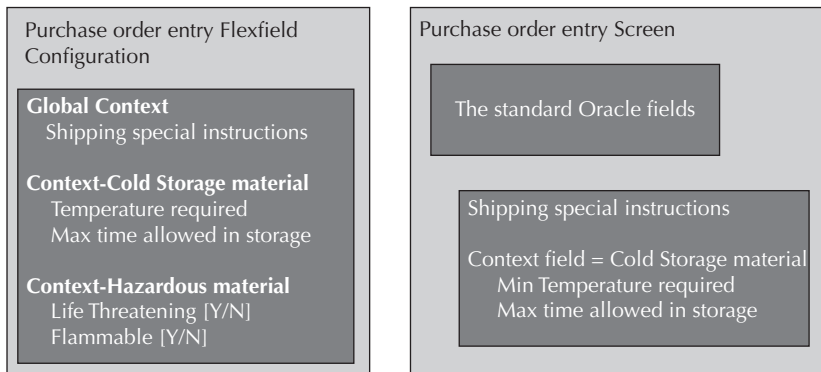 Purchase order entry Flexfield
Configuration
Global Context
Shipping special instructions
Context-Cold Storage material
Temperature required
Max time allowed in storage
Context-Hazardous material
Life Threatening [Y/N]
Flammable [Y/N]
Purchase order entry Screen
The standard Oracle fields
Shipping special instructions
Context field = Cold Storage material
Min Temperature required
Max time allowed in storage